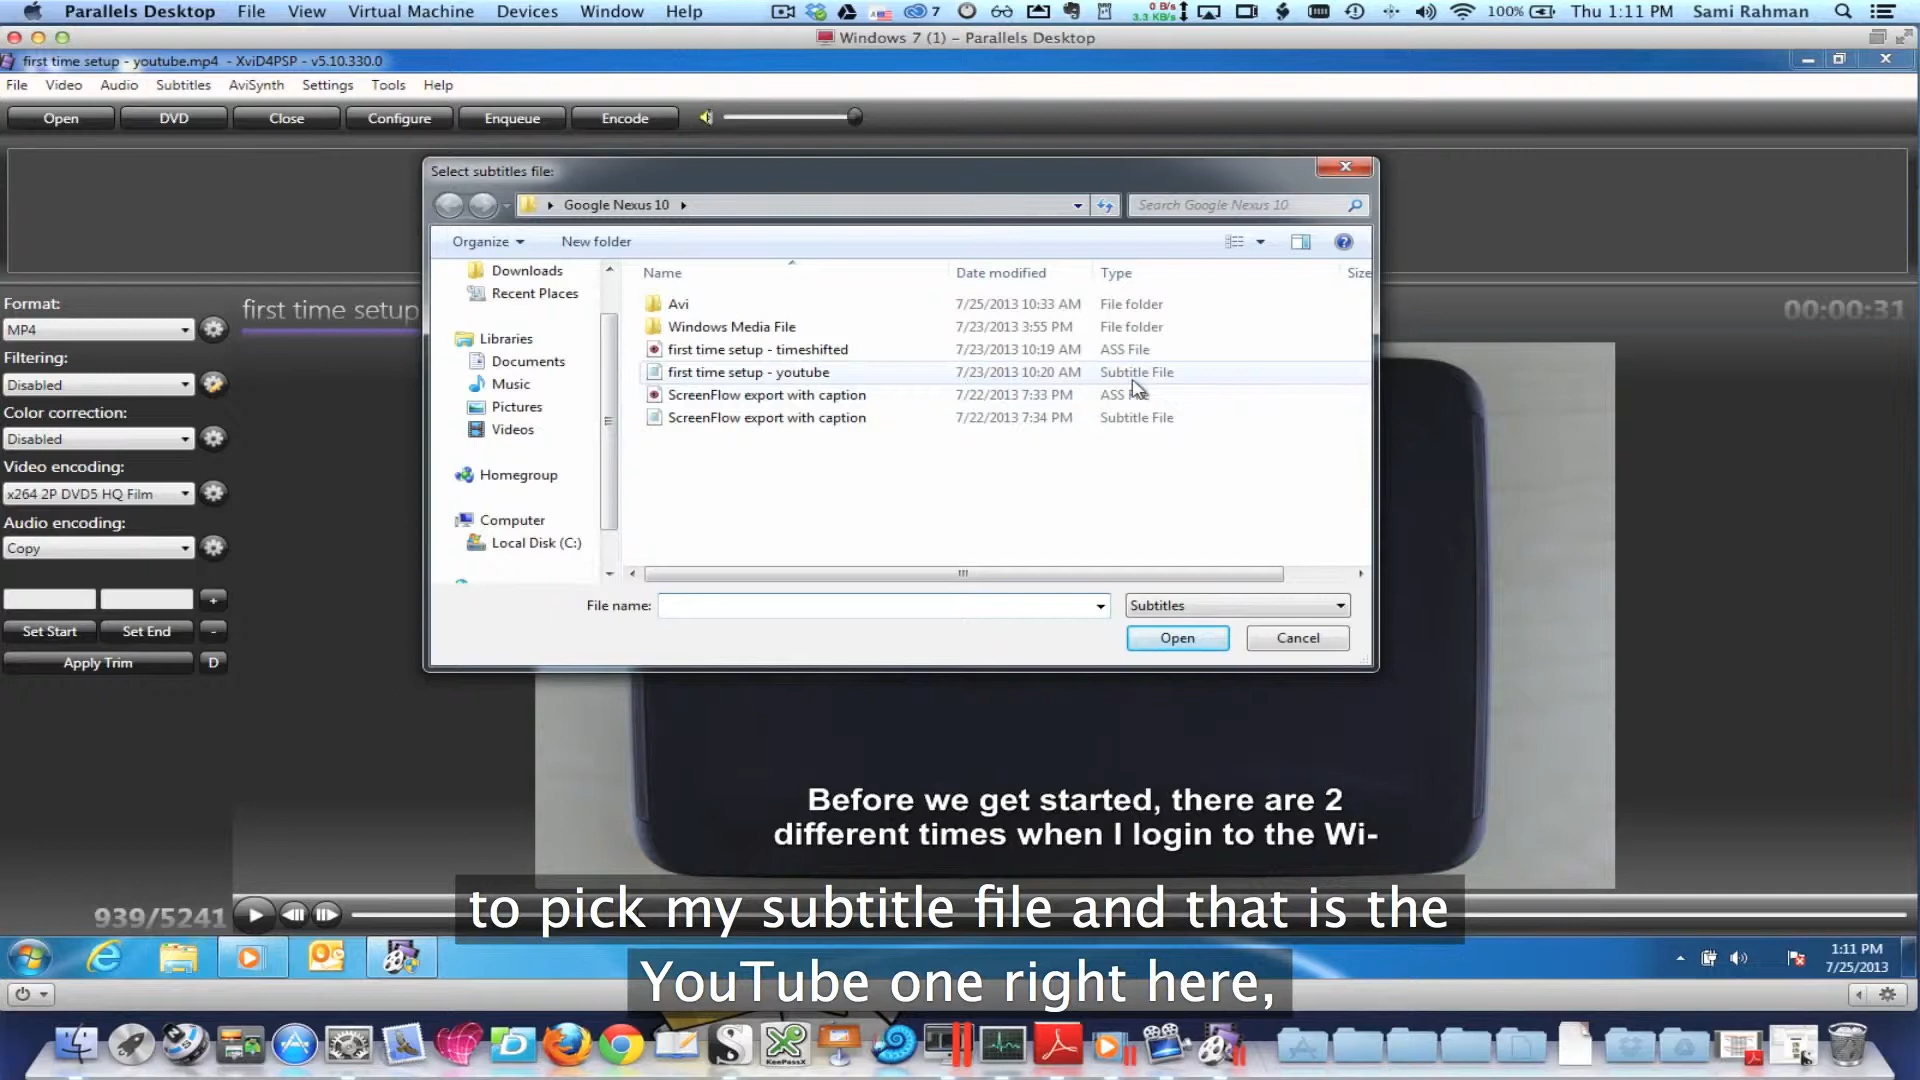 Parallels Desktop File View Virtual Machine Devices Window Help 7 0 B/s 3.3 KB/s 100% Thu 1:11 PM Sami Rahman
Windows 7 (1) – Parallels Desktop
first time setup - youtube.mp4 - XviD4PSP - v5.10.330.0
File Video Audio Subtitles AviSynth Settings Tools Help
Open DVD Close Configure Enqueue Encode
Select subtitles file:
Google Nexus 10
Search Google Nexus 10
Organize New folder
Name Date modified Type Size
Downloads
Recent Places
Libraries
Documents
Music
Pictures
Videos
Homegroup
Computer
Local Disk (C:)
Avi 7/25/2013 10:33 AM File folder
Windows Media File 7/23/2013 3:55 PM File folder
first time setup - timeshifted 7/23/2013 10:19 AM ASS File
first time setup - youtube 7/23/2013 10:20 AM Subtitle File
ScreenFlow export with caption 7/22/2013 7:33 PM ASS File
ScreenFlow export with caption 7/22/2013 7:34 PM Subtitle File
File name: Subtitles
Open Cancel
Format:
MP4
Filtering:
Disabled
Color correction:
Disabled
Video encoding:
x264 2P DVD5 HQ Film
Audio encoding:
Copy
+
Set Start Set End -
Apply Trim D
first time setup
00:00:31
Before we get started, there are 2
different times when I login to the Wi-
939/5241
to pick my subtitle file and that is the
YouTube one right here,
1:11 PM
7/25/2013
KeePassX